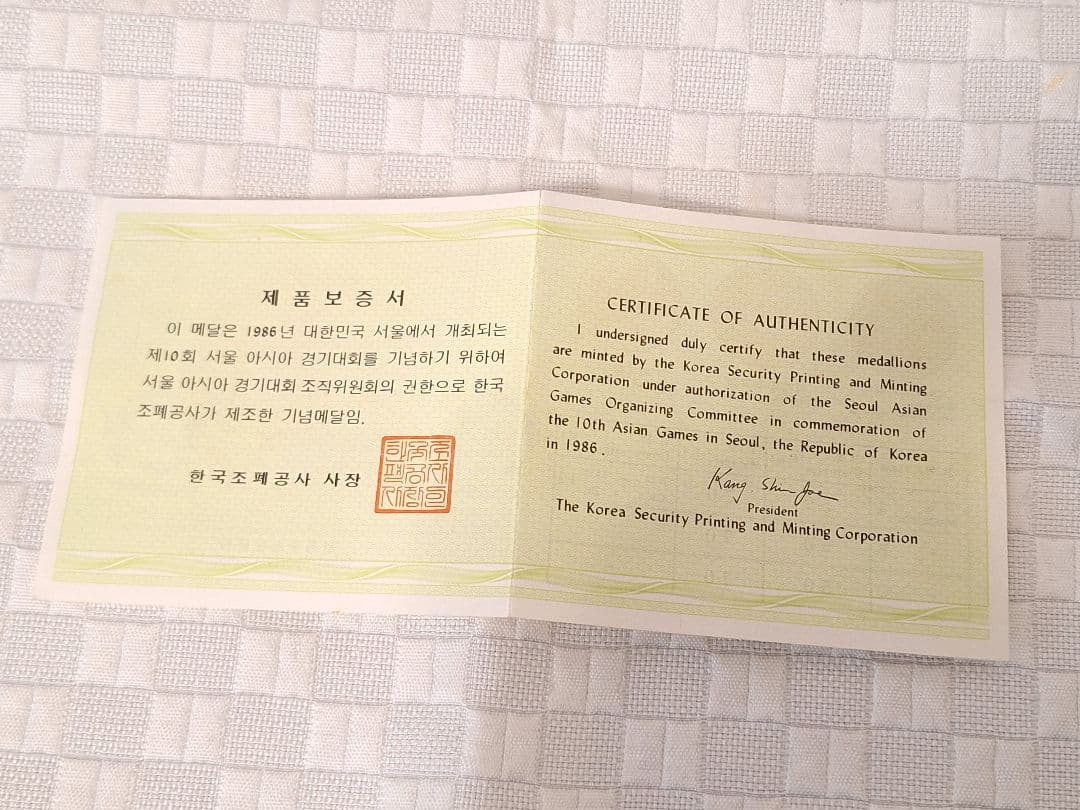 제품보증서
이 메달은 1986년 대한민국 서울에서 개최되는
제10회 서울 아시아 경기대회를 기념하기 위하여
서울 아시아 경기대회 조직위원회의 권한으로 한국
조폐공사가 제조한 기념메달임.
한국조폐공사 사장
CERTIFICATE OF AUTHENTICITY
I undersigned duly certify that these medallions
are minted by the Korea Security Printing and Minting
Corporation under authorization of the Seoul Asian
Games Organizing Committee in commemoration of
the 10th Asian Games in Seoul, the Republic of Korea
in 1986.
Kang Shin Joe
President
The Korea Security Printing and Minting Corporation